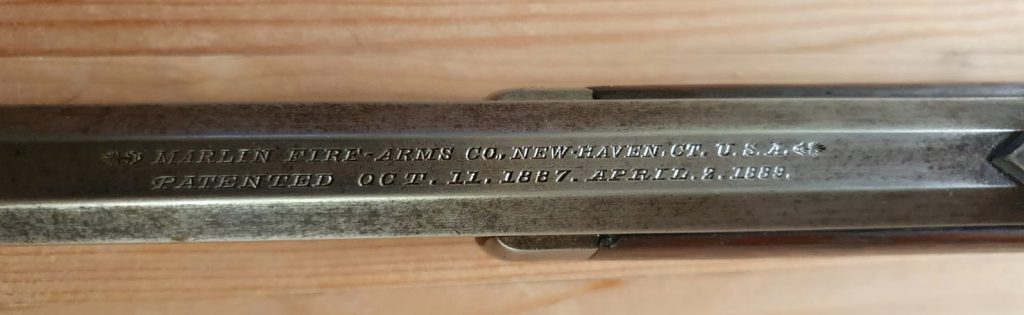 MARLIN FIRE-ARMS CO. NEW-HAVEN.CT. U.S.A.
PATENTED OCT. 11. 1887. APRIL. 2. 1889.